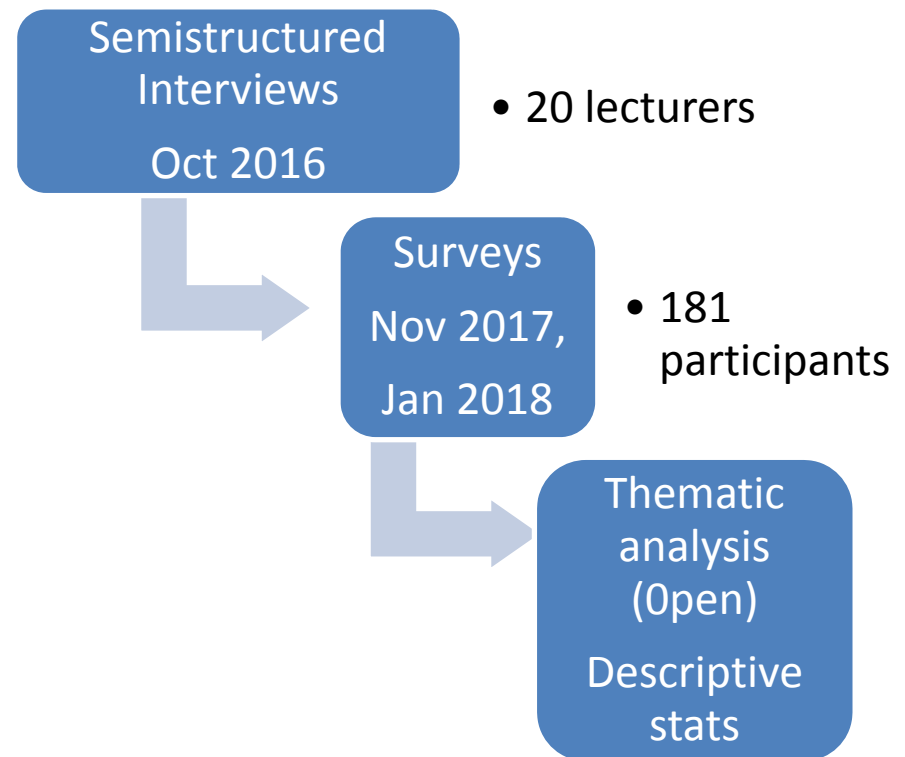 Semistructured
Interviews
Oct 2016
• 20 lecturers
Surveys
Nov 2017,
Jan 2018
• 181
participants
Thematic
analysis
(0pen)
Descriptive
stats